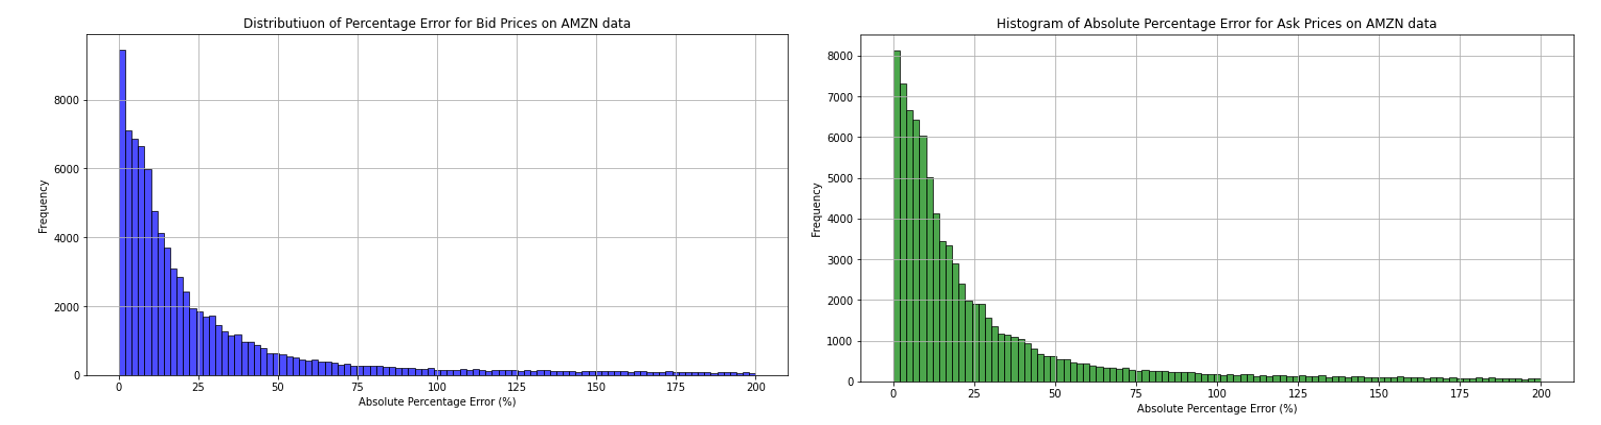 Distributiuon of Percentage Error for Bid Prices on AMZN data
8000
6000
4000
2000
0
Frequency
0 25 50 75 100 125 150 175 200
Absolute Percentage Error (%)
Histogram of Absolute Percentage Error for Ask Prices on AMZN data
8000
7000
6000
5000
4000
3000
2000
1000
0
Frequency
0 25 50 75 100 125 150 175 200
Absolute Percentage Error (%)